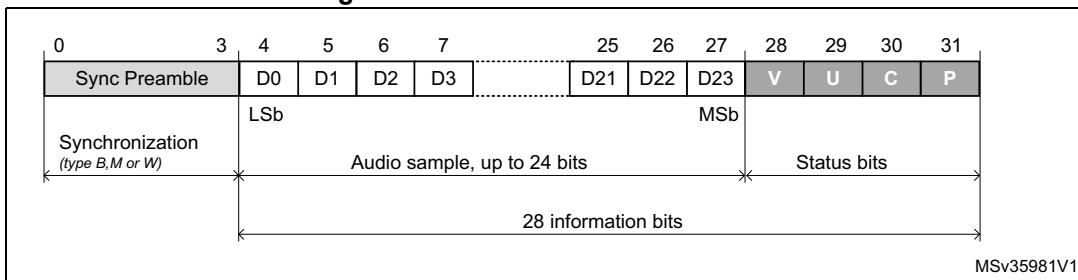 0 3 4 5 6 7 25 26 27 28 29 30 31
Sync Preamble D0 D1 D2 D3 D21 D22 D23 V U C P
LSb MSb
Synchronization
(type B,M or W)
Audio sample, up to 24 bits
Status bits
28 information bits
MSv35981V1